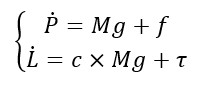 Ṗ = Mg + f
L̇ = c × Mg + τ